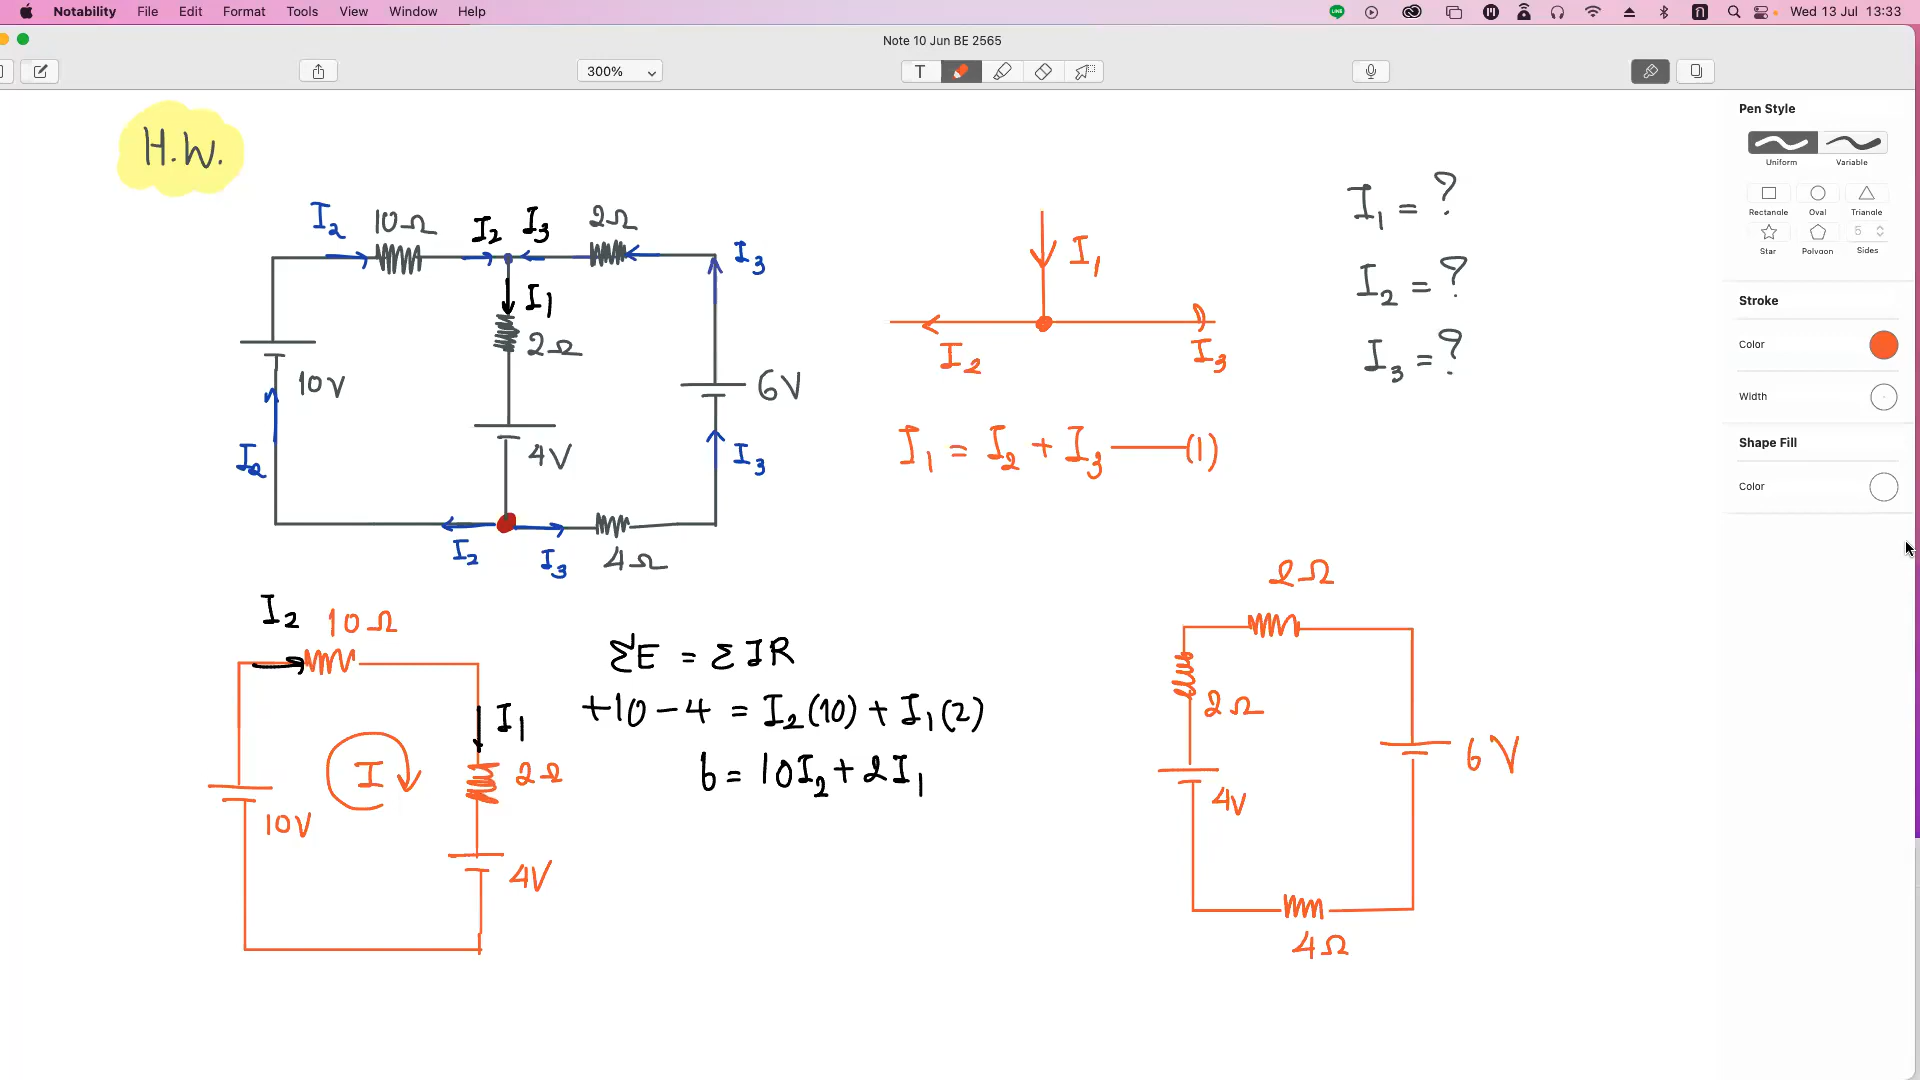 Notability File Edit Format Tools View Window Help Wed 13 Jul 13:33
Note 10 Jun BE 2565
300%
T
Pen Style
Uniform Variable
Rectangle Oval Triangle
5
Star Polygon Sides
Stroke
Color
Width
Shape Fill
Color
H.W.
I₂ 10Ω I₂ I₃ 2Ω
I₃
I₁
2Ω
10V
6V
4V
I₂
I₃
I₂ I₃ 4Ω
I₁
I₂ I₃
I₁ = I₂ + I₃ —— (1)
I₁ = ?
I₂ = ?
I₃ = ?
I₂ 10Ω
I₁
I
2Ω
10V
4V
ΣE = ΣIR
+10 - 4 = I₂(10) + I₁(2)
6 = 10I₂ + 2I₁
2Ω
2Ω
6V
4V
4Ω